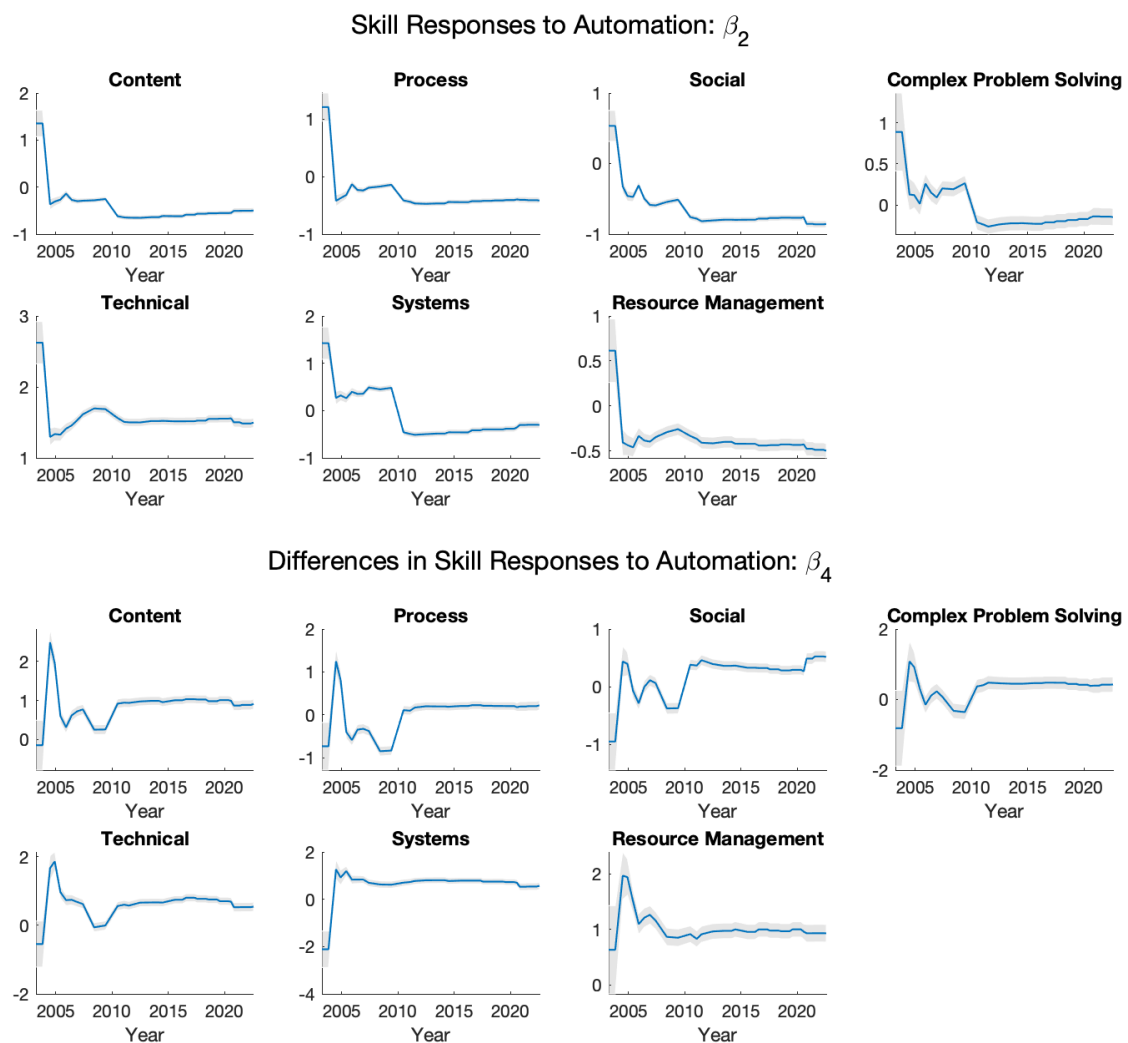 Skill Responses to Automation: β2
Content Process Social Complex Problem Solving
2 1 0 -1 2005 2010 2015 2020 Year
1 0 -1 2005 2010 2015 2020 Year
1 0 -1 2005 2010 2015 2020 Year
1 0.5 0 2005 2010 2015 2020 Year
Technical Systems Resource Management
3 2 1 2005 2010 2015 2020 Year
2 1 0 -1 2005 2010 2015 2020 Year
1 0.5 0 -0.5 2005 2010 2015 2020 Year
Differences in Skill Responses to Automation: β4
Content Process Social Complex Problem Solving
2 1 0 2005 2010 2015 2020 Year
2 1 0 -1 2005 2010 2015 2020 Year
1 0 -1 2005 2010 2015 2020 Year
2 0 -2 2005 2010 2015 2020 Year
Technical Systems Resource Management
2 0 -2 2005 2010 2015 2020 Year
2 0 -2 -4 2005 2010 2015 2020 Year
2 1 0 2005 2010 2015 2020 Year